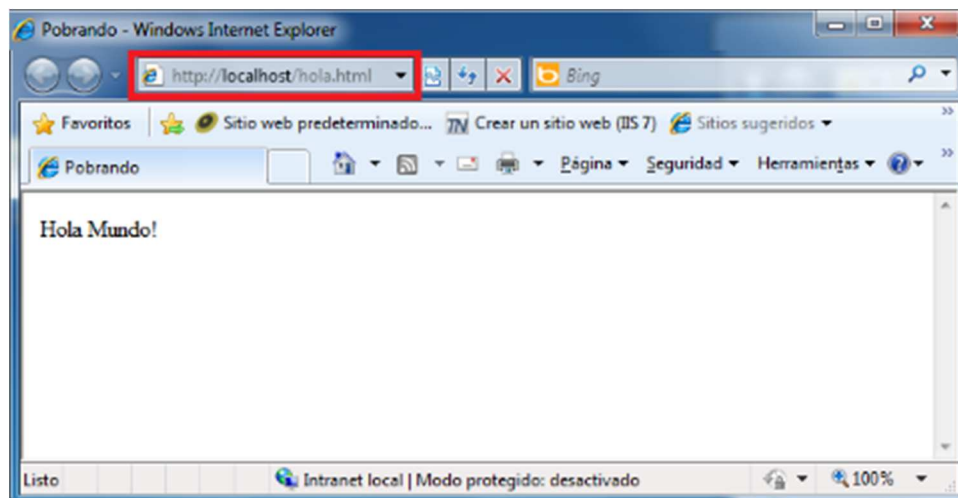 Pobrando - Windows Internet Explorer
http://localhost/hola.html
Bing
Favoritos
Sitio web predeterminado...
TN Crear un sitio web (IIS 7)
Sitios sugeridos
Pobrando
Página
Seguridad
Herramientas
Hola Mundo!
Listo
Intranet local | Modo protegido: desactivado
100%